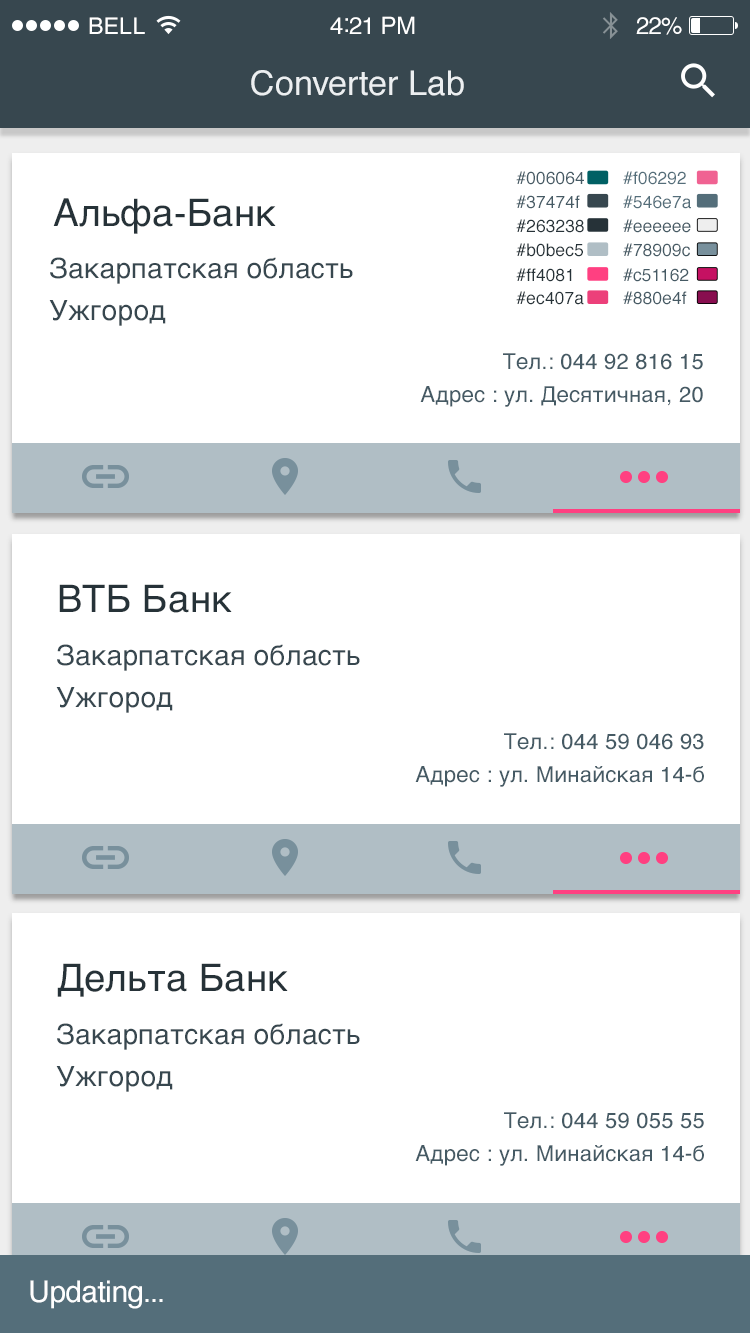 BELL 4:21 PM 22%
Converter Lab
Альфа-Банк
Закарпатская область
Ужгород
#006064 #f06292
#37474f #546e7a
#263238 #eeeeee
#b0bec5 #78909c
#ff4081 #c51162
#ec407a #880e4f
Тел.: 044 92 816 15
Адрес : ул. Десятичная, 20
ВТБ Банк
Закарпатская область
Ужгород
Тел.: 044 59 046 93
Адрес : ул. Минайская 14-б
Дельта Банк
Закарпатская область
Ужгород
Тел.: 044 59 055 55
Адрес : ул. Минайская 14-б
Updating...